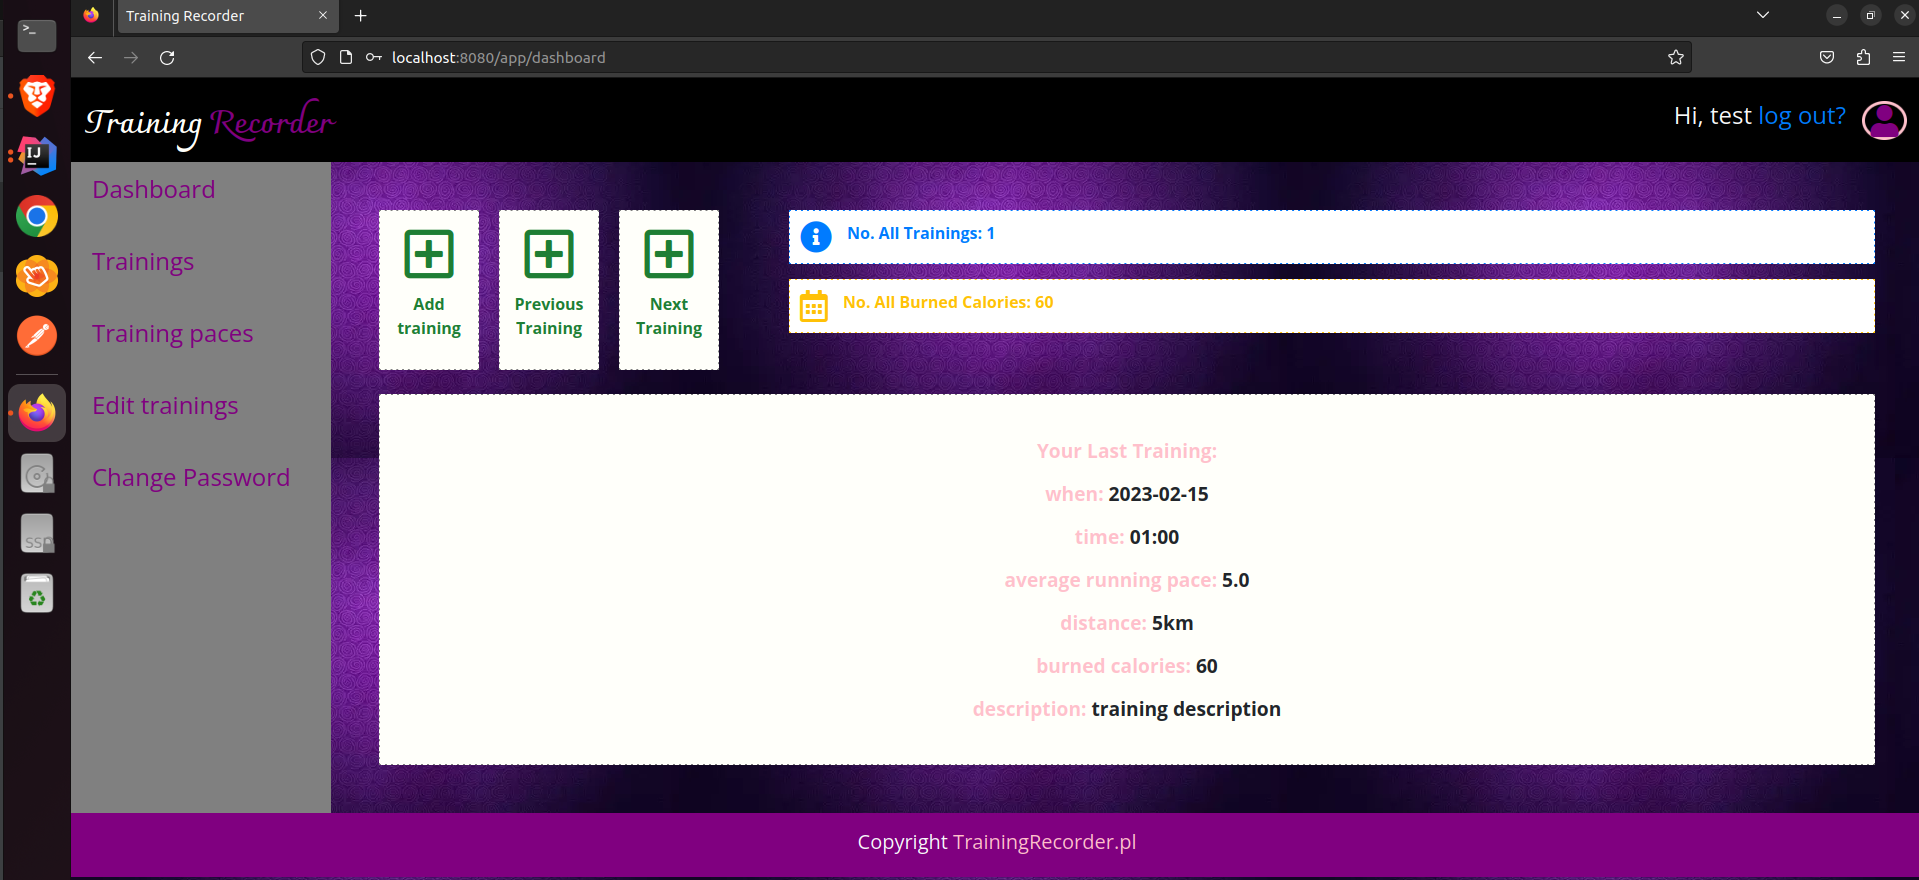 Training Recorder
localhost:8080/app/dashboard
Training Recorder
Hi, test log out?
Dashboard
Trainings
Training paces
Edit trainings
Change Password
Add
training
Previous
Training
Next
Training
No. All Trainings: 1
No. All Burned Calories: 60
Your Last Training:
when: 2023-02-15
time: 01:00
average running pace: 5.0
distance: 5km
burned calories: 60
description: training description
Copyright TrainingRecorder.pl
>_
IJ
SSD